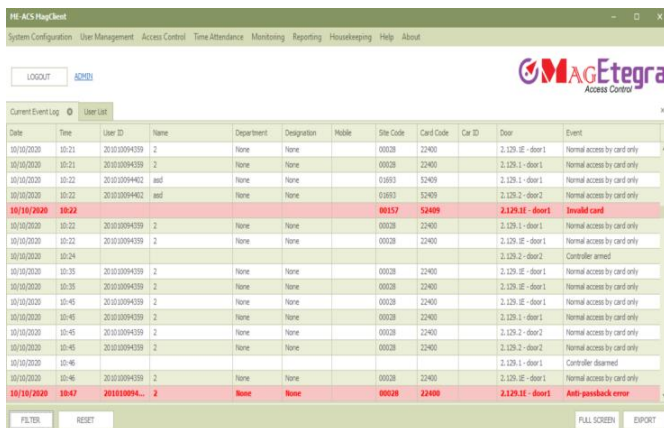 ME-ACS MagClient
System Configuration User Management Access Control Time Attendance Monitoring Reporting Housekeeping Help About
LOGOUT ADMIN
MAGEtegra
Access Control
Current Event Log User List
Date Time User ID Name Department Designation Mobile Site Code Card Code Car ID Door Event
10/10/2020 10:21 201010094359 2 None None 00028 22400 2.129.1E - door1 Normal access by card only
10/10/2020 10:21 201010094359 2 None None 00028 22400 2.129.1 - door1 Normal access by card only
10/10/2020 10:22 201010094402 asd None None 01693 52409 2.129.1 - door1 Normal access by card only
10/10/2020 10:22 201010094402 asd None None 01693 52409 2.129.2 - door2 Normal access by card only
10/10/2020 10:22 00157 52409 2.129.1E - door1 Invalid card
10/10/2020 10:22 201010094359 2 None None 00028 22400 2.129.1 - door1 Normal access by card only
10/10/2020 10:22 201010094359 2 None None 00028 22400 2.129.1E - door1 Normal access by card only
10/10/2020 10:24 2.129.2 - door2 Controller armed
10/10/2020 10:35 201010094359 2 None None 00028 22400 2.129.1E - door1 Normal access by card only
10/10/2020 10:35 201010094359 2 None None 00028 22400 2.129.1E - door1 Normal access by card only
10/10/2020 10:45 201010094359 2 None None 00028 22400 2.129.1E - door1 Normal access by card only
10/10/2020 10:45 201010094359 2 None None 00028 22400 2.129.1 - door1 Normal access by card only
10/10/2020 10:45 201010094359 2 None None 00028 22400 2.129.2 - door2 Normal access by card only
10/10/2020 10:45 201010094359 2 None None 00028 22400 2.129.2 - door2 Normal access by card only
10/10/2020 10:46 2.129.1 - door1 Controller disarmed
10/10/2020 10:46 201010094359 2 None None 00028 22400 2.129.1E - door1 Normal access by card only
10/10/2020 10:47 201010094... 2 None None 00028 22400 2.129.1E - door1 Anti-passback error
FILTER RESET FULL SCREEN EXPORT